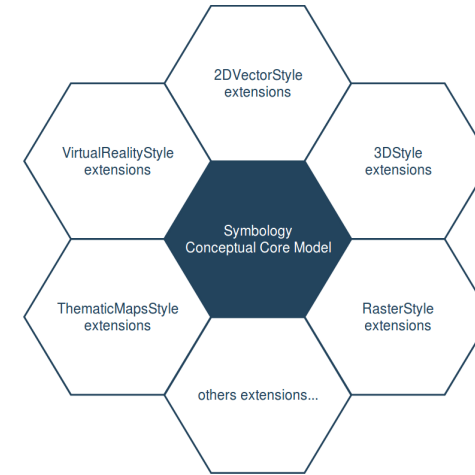 2DVectorStyle
extensions
VirtualRealityStyle
extensions
3DStyle
extensions
Symbology
Conceptual Core Model
ThematicMapsStyle
extensions
RasterStyle
extensions
others extensions...